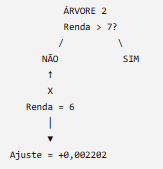 ÁRVORE 2
Renda > 7?
/ \
NÃO SIM
↑
X
Renda = 6
│
▼
Ajuste = +0,002202